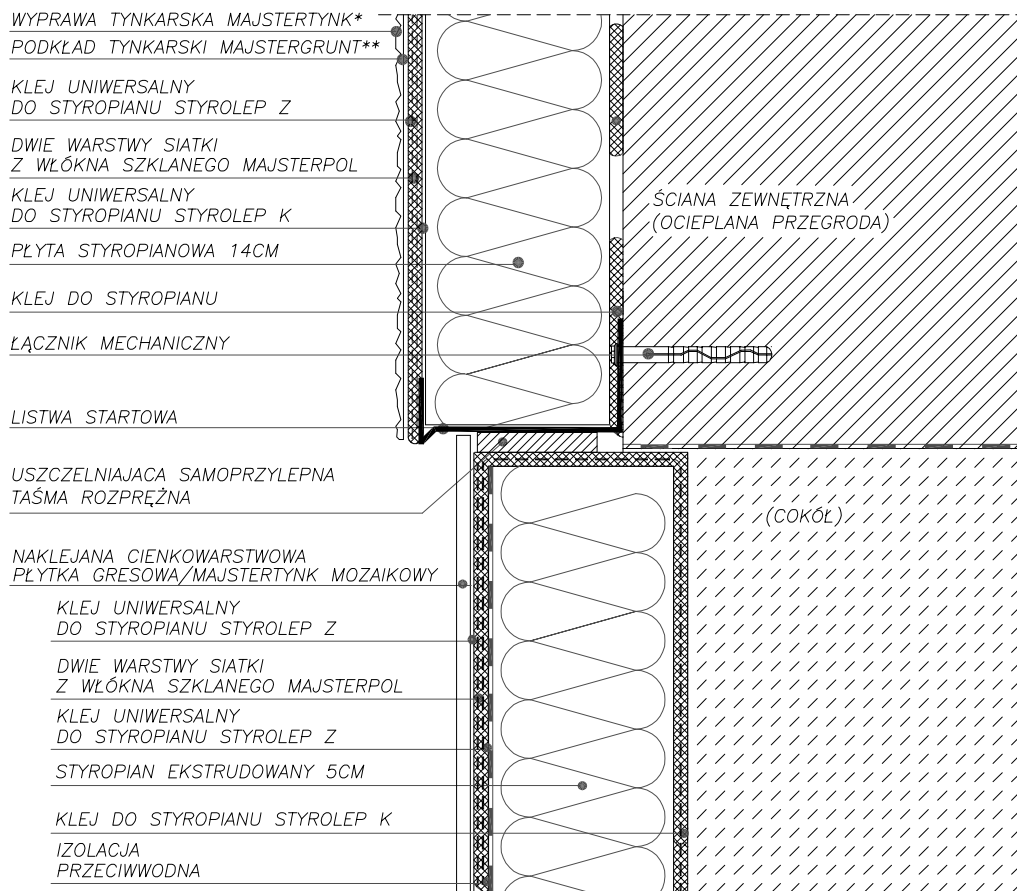 WYPRAWA TYNKARSKA MAJSTERTYNK*
PODKŁAD TYNKARSKI MAJSTERGRUNT**
KLEJ UNIWERSALNY
DO STYROPIANU STYROLEP Z
DWIE WARSTWY SIATKI
Z WŁÓKNA SZKLANEGO MAJSTERPOL
KLEJ UNIWERSALNY
DO STYROPIANU STYROLEP K
PŁYTA STYROPIANOWA 14CM
KLEJ DO STYROPIANU
ŁĄCZNIK MECHANICZNY
LISTWA STARTOWA
USZCZELNIAJACA SAMOPRZYLEPNA
TAŚMA ROZPRĘŻNA
NAKLEJANA CIENKOWARSTWOWA
PŁYTKA GRESOWA/MAJSTERTYNK MOZAIKOWY
KLEJ UNIWERSALNY
DO STYROPIANU STYROLEP Z
DWIE WARSTWY SIATKI
Z WŁÓKNA SZKLANEGO MAJSTERPOL
KLEJ UNIWERSALNY
DO STYROPIANU STYROLEP Z
STYROPIAN EKSTRUDOWANY 5CM
KLEJ DO STYROPIANU STYROLEP K
IZOLACJA
PRZECIWWODNA
ŚCIANA ZEWNĘTRZNA
(OCIEPLANA PRZEGRODA)
(COKÓŁ)